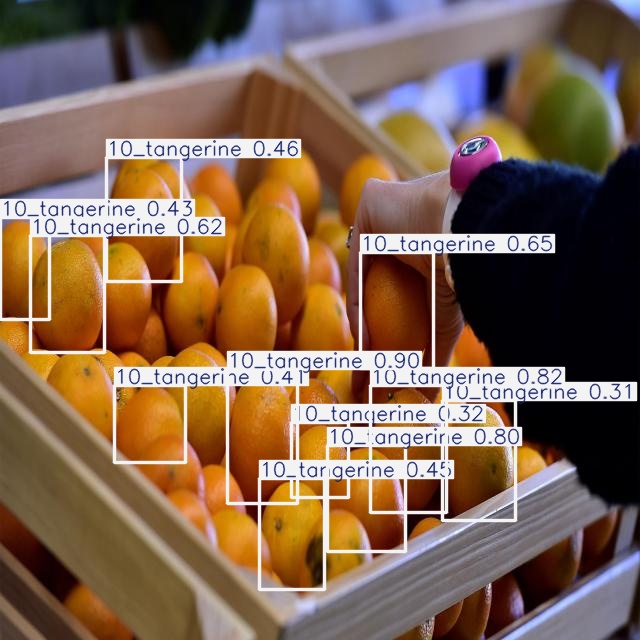 10_tangerine 0.46
10_tangerine 0.43
10_tangerine 0.62
10_tangerine 0.65
10_tangerine 0.90
10_tangerine 0.41
10_tangerine 0.82
10_tangerine 0.31
10_tangerine 0.32
10_tangerine 0.80
10_tangerine 0.45